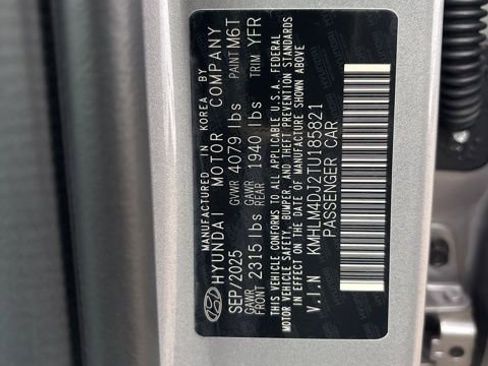 MANUFACTURED IN KOREA BY
HYUNDAI MOTOR COMPANY
SEP/2025 GVWR 4079 lbs PAINT M6T
GAWR FRONT 2315 lbs GAWR REAR 1940 lbs TRIM YFR
THIS VEHICLE CONFORMS TO ALL APPLICABLE U.S.A. FEDERAL
MOTOR VEHICLE SAFETY, BUMPER, AND THEFT PREVENTION STANDARDS
IN EFFECT ON THE DATE OF MANUFACTURE SHOWN ABOVE
V.I.N KMHLM4DJ2TU185821
PASSENGER CAR